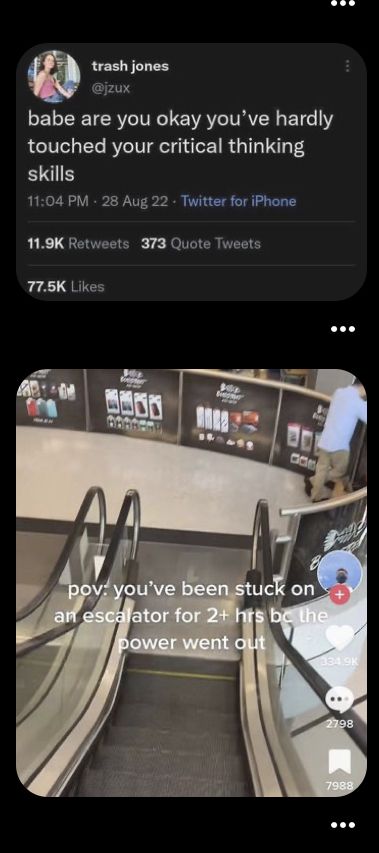 trash jones
@jzux
babe are you okay you've hardly
touched your critical thinking
skills
11:04 PM · 28 Aug 22 · Twitter for iPhone
11.9K Retweets 373 Quote Tweets
77.5K Likes
pov: you've been stuck on
an escalator for 2+ hrs bc the
power went out
334.9K
2798
7988